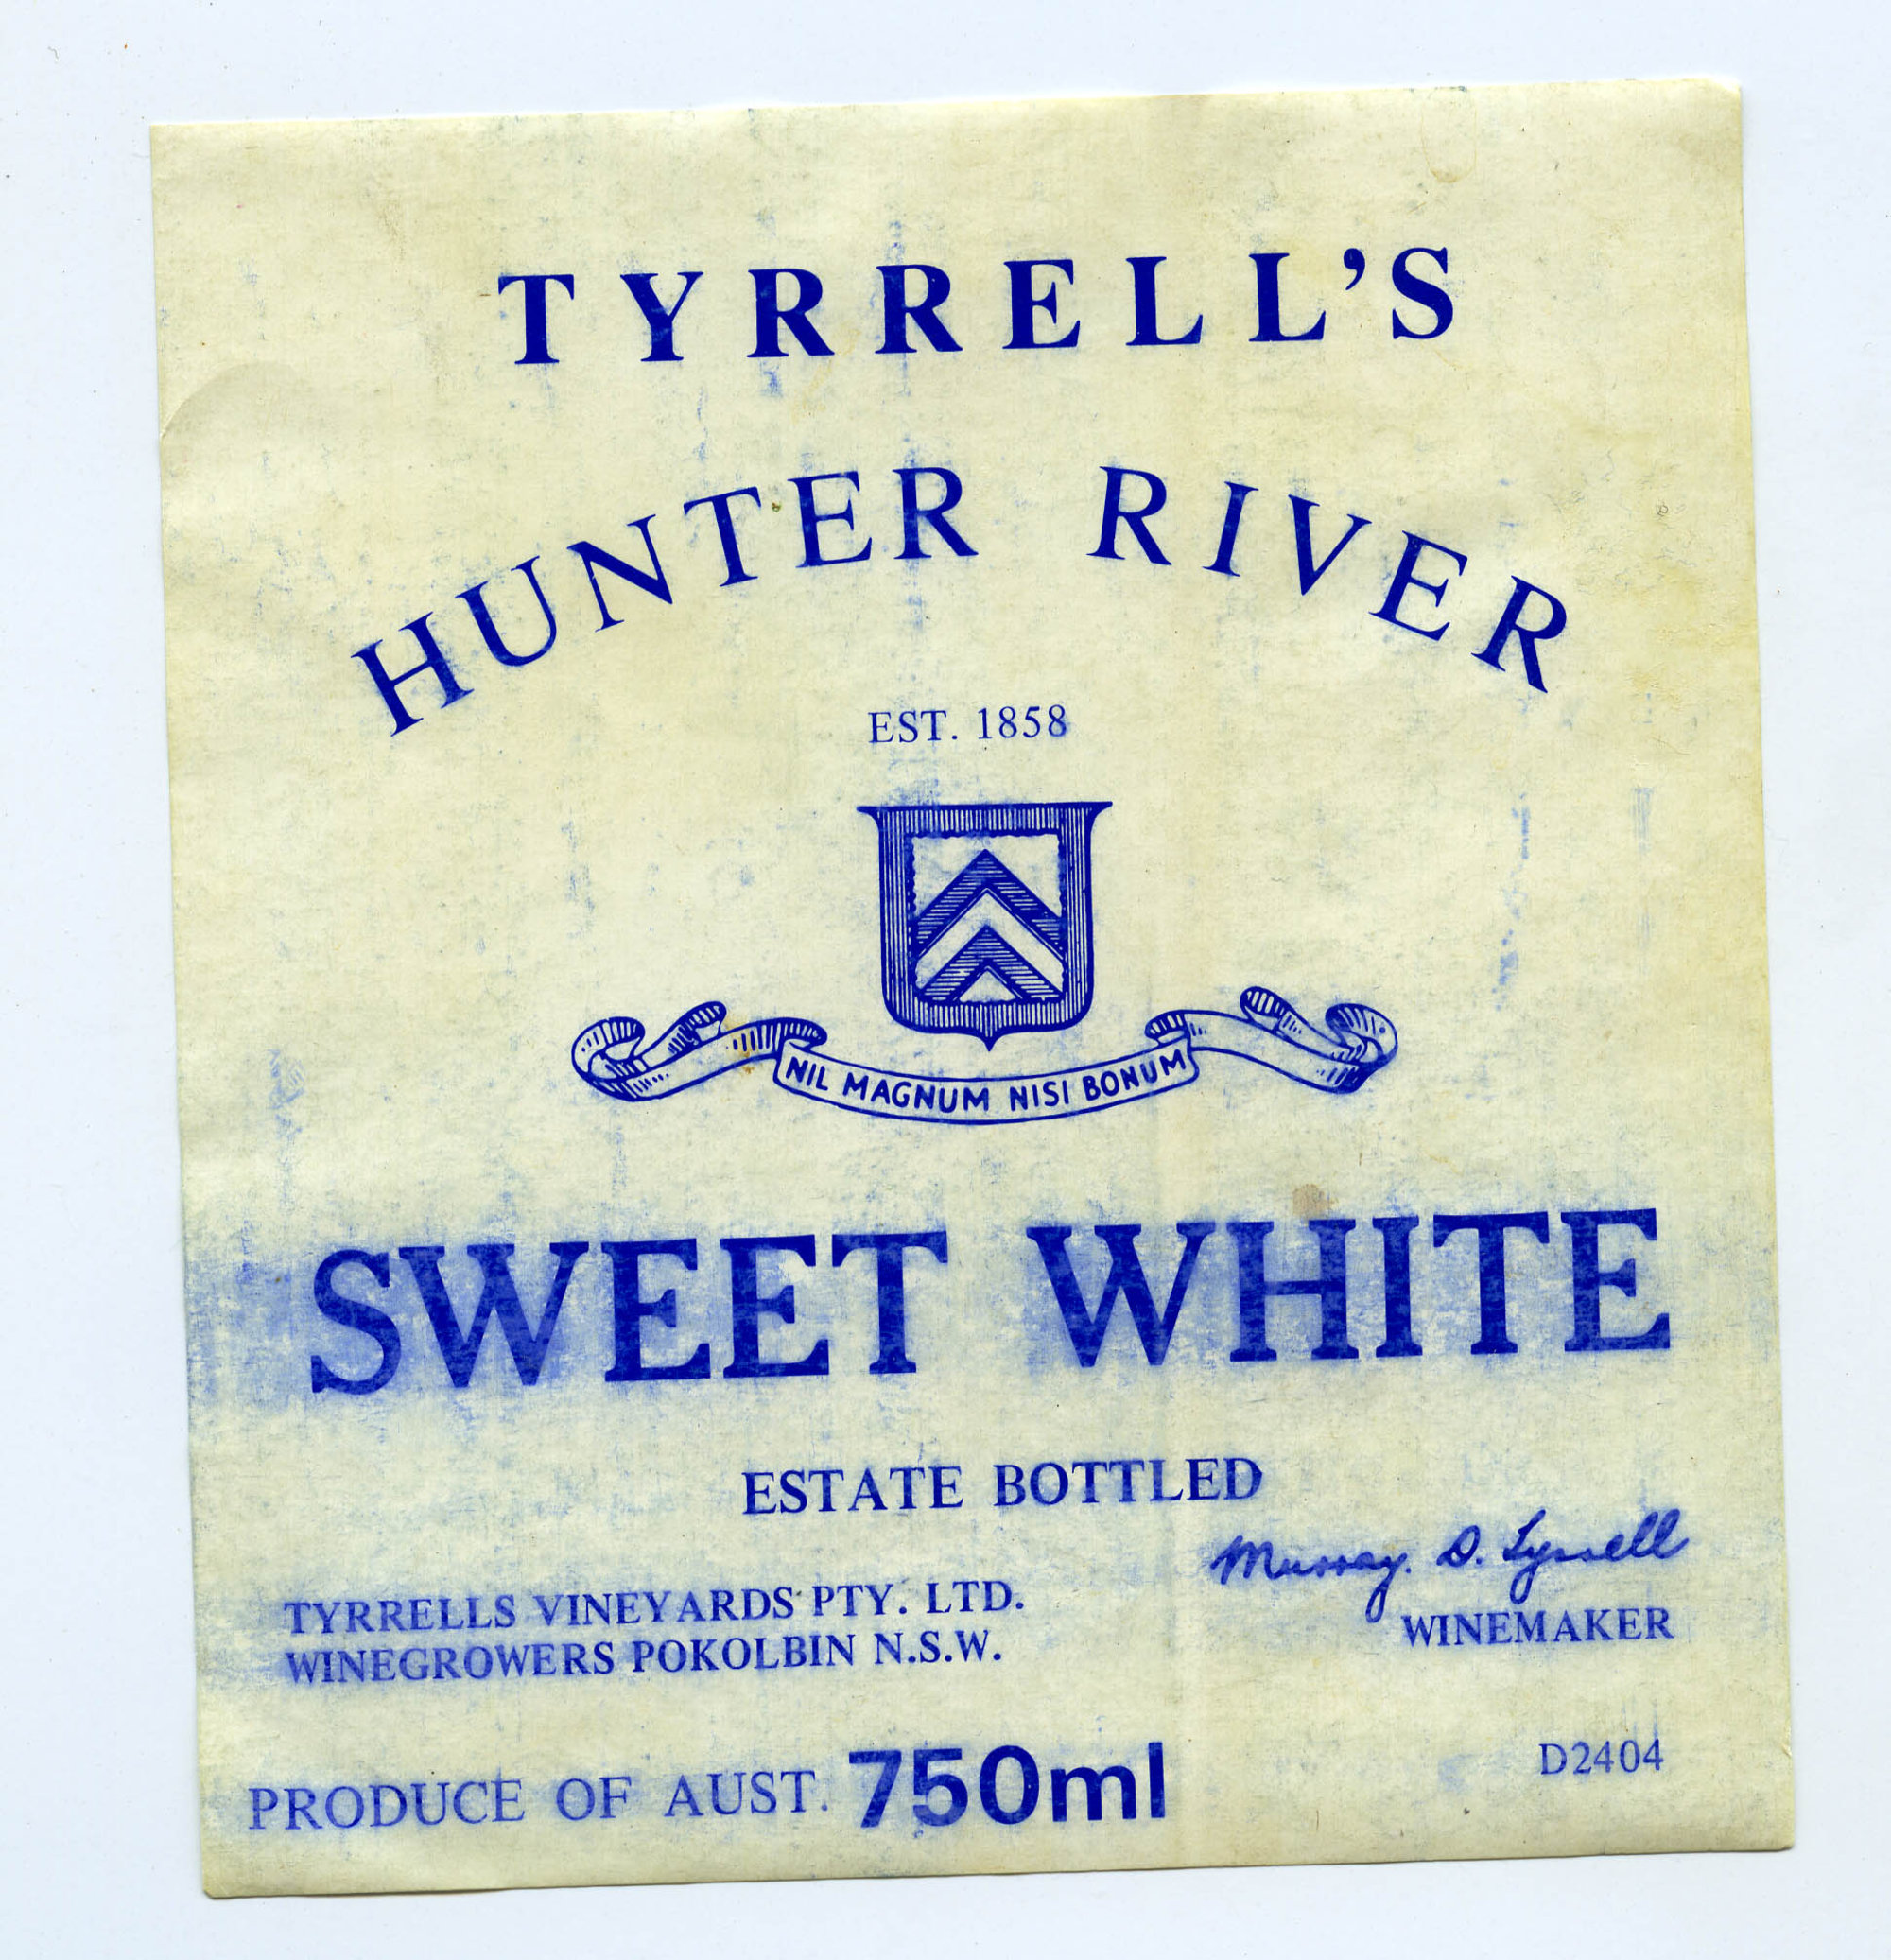 TYRRELL'S
HUNTER RIVER
EST. 1858
NIL MAGNUM NISI BONUM
SWEET WHITE
ESTATE BOTTLED
Murray. D. Tyrrell
WINEMAKER
TYRRELLS VINEYARDS PTY. LTD.
WINEGROWERS POKOLBIN N.S.W.
PRODUCE OF AUST. 750ml
D2404